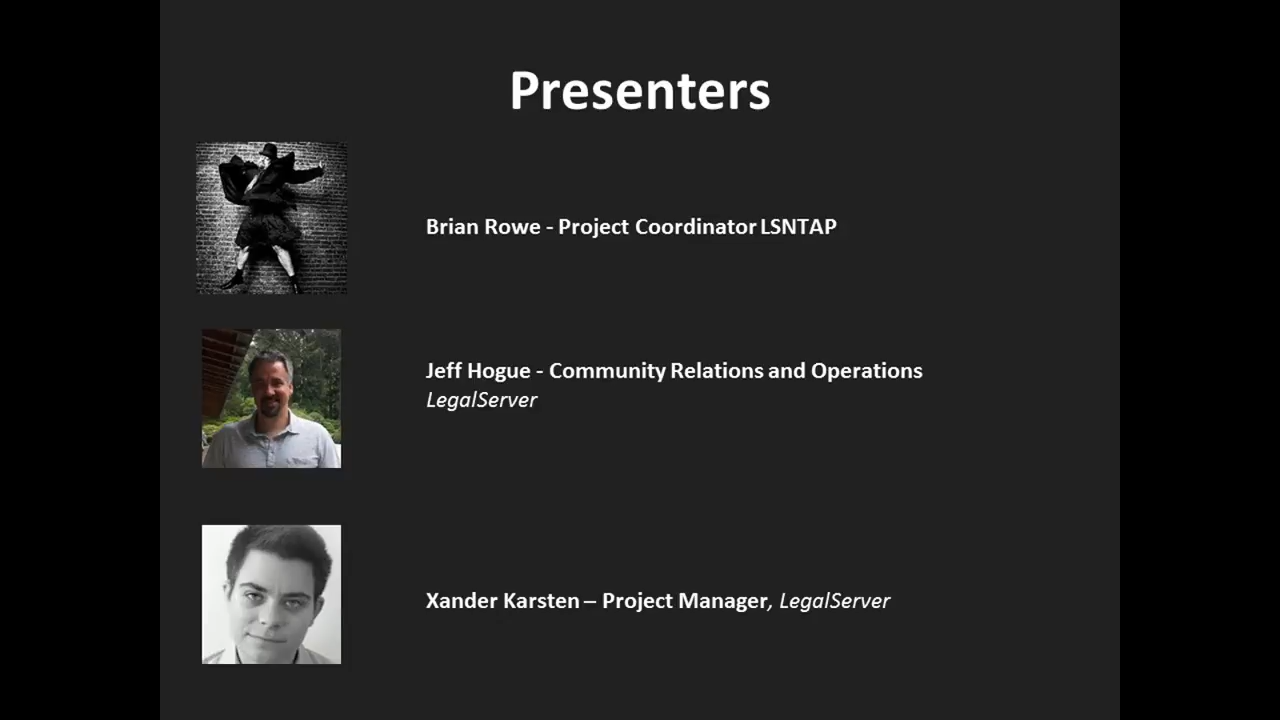 Presenters
Brian Rowe - Project Coordinator LSNTAP
Jeff Hogue - Community Relations and Operations
LegalServer
Xander Karsten – Project Manager, LegalServer